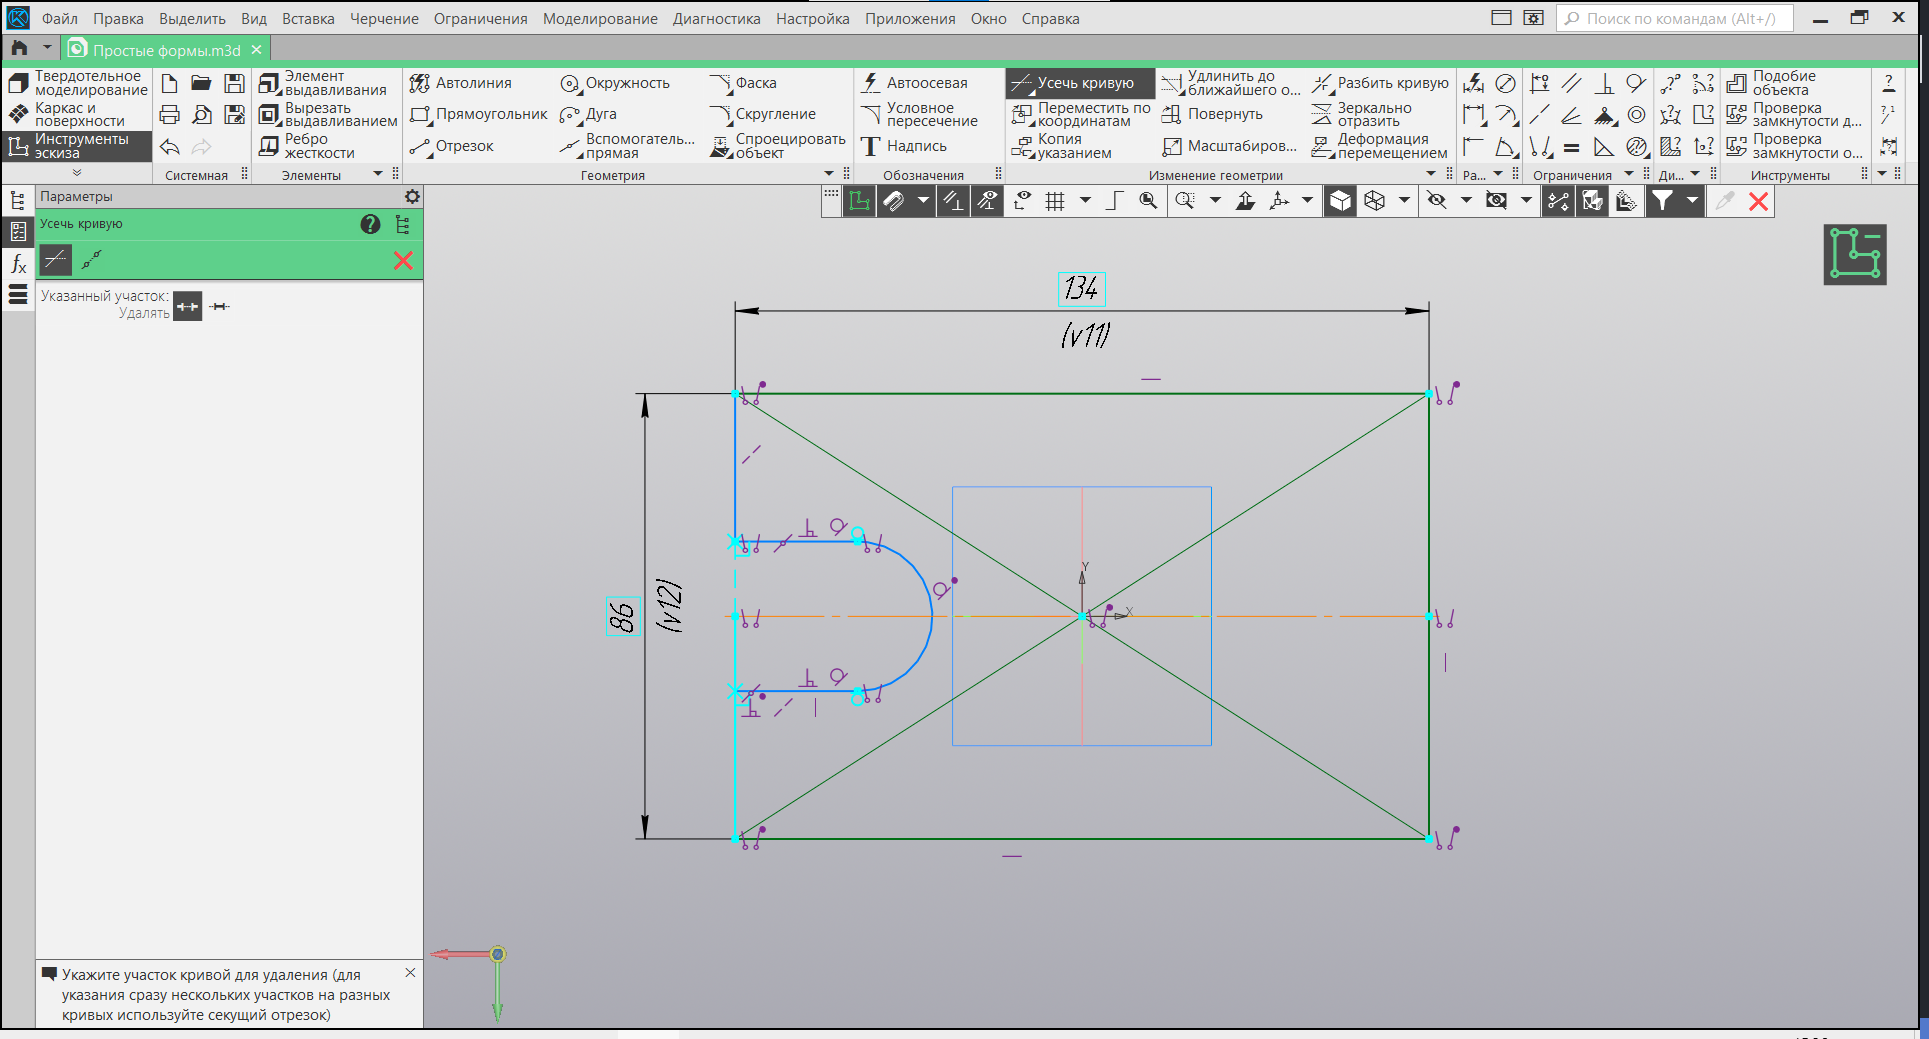 Файл Правка Выделить Вид Вставка Черчение Ограничения Моделирование Диагностика Настройка Приложения Окно Справка
Поиск по командам (Alt+/)
Простые формы.m3d
Твердотельное моделирование
Каркас и поверхности
Инструменты эскиза
Системная
Элемент выдавливания
Вырезать выдавливанием
Ребро жесткости
Элементы
Автолиния
Окружность
Фаска
Прямоугольник
Дуга
Скругление
Отрезок
Вспомогатель... прямая
Спроецировать объект
Геометрия
Автоосевая
Условное пересечение
Надпись
Обозначения
Усечь кривую
Удлинить до ближайшего о...
Разбить кривую
Переместить по координатам
Повернуть
Зеркально отразить
Копия указанием
Масштабиров...
Деформация перемещением
Изменение геометрии
Ра...
Ограничения
Ди...
Подобие объекта
Проверка замкнутости д...
Проверка замкнутости о...
Инструменты
Параметры
Усечь кривую
Указанный участок:
Удалять
134
(v11)
86
(v12)
Y
X
Укажите участок кривой для удаления (для
указания сразу нескольких участков на разных
кривых используйте секущий отрезок)